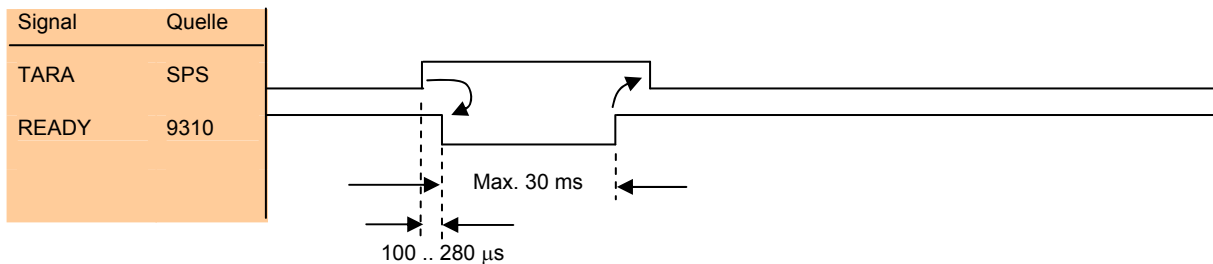 Signal Quelle
TARA SPS
READY 9310
Max. 30 ms
100 .. 280 μs